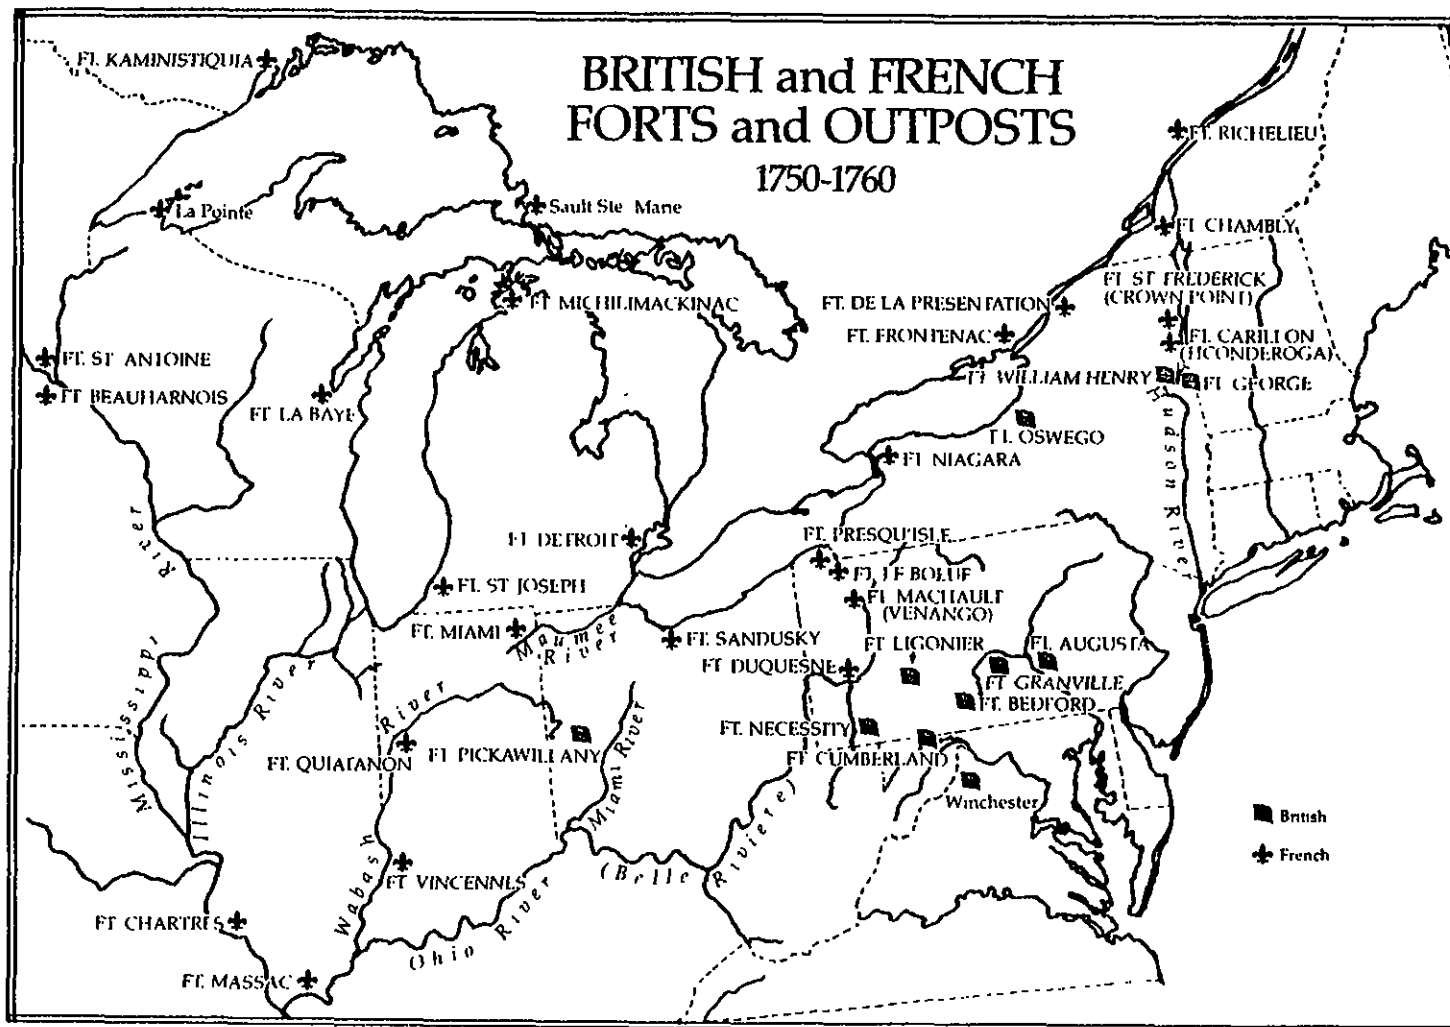 BRITISH and FRENCH
FORTS and OUTPOSTS
1750-1760
FT. KAMINISTIQUIA
FT. RICHELIEU
La Pointe
Sault Ste Marie
FT. CHAMBLY
FT. ST FREDERICK
(CROWN POINT)
FT. MICHILIMACKINAC
FT. DE LA PRESENTATION
FT. FRONTENAC
FT. CARILLON
(TICONDEROGA)
FT. ST ANTOINE
FT. WILLIAM HENRY
FT. GEORGE
FT BEAUHARNOIS
FT. LA BAYE
FT. OSWEGO
Hudson River
FT NIAGARA
FT. PRESQU'ISLE
FT DETROIT
FT. LE BOEUF
FT. ST JOSEPH
FT. MACHAULT
(VENANGO)
FT. MIAMI
Maumee
River
FT. SANDUSKY
FT LIGONIER
FT. AUGUSTA
FT DUQUESNE
FT GRANVILLE
FT. BEDFORD
Mississippi River
Illinois River
Wabash River
FT. NECESSITY
FT. QUIATANON
FT PICKAWILLANY
Miami River
FT CUMBERLAND
Winchester
British
French
FT VINCENNES
(Belle Riviere)
FT CHARTRES
Ohio River
FT. MASSAC